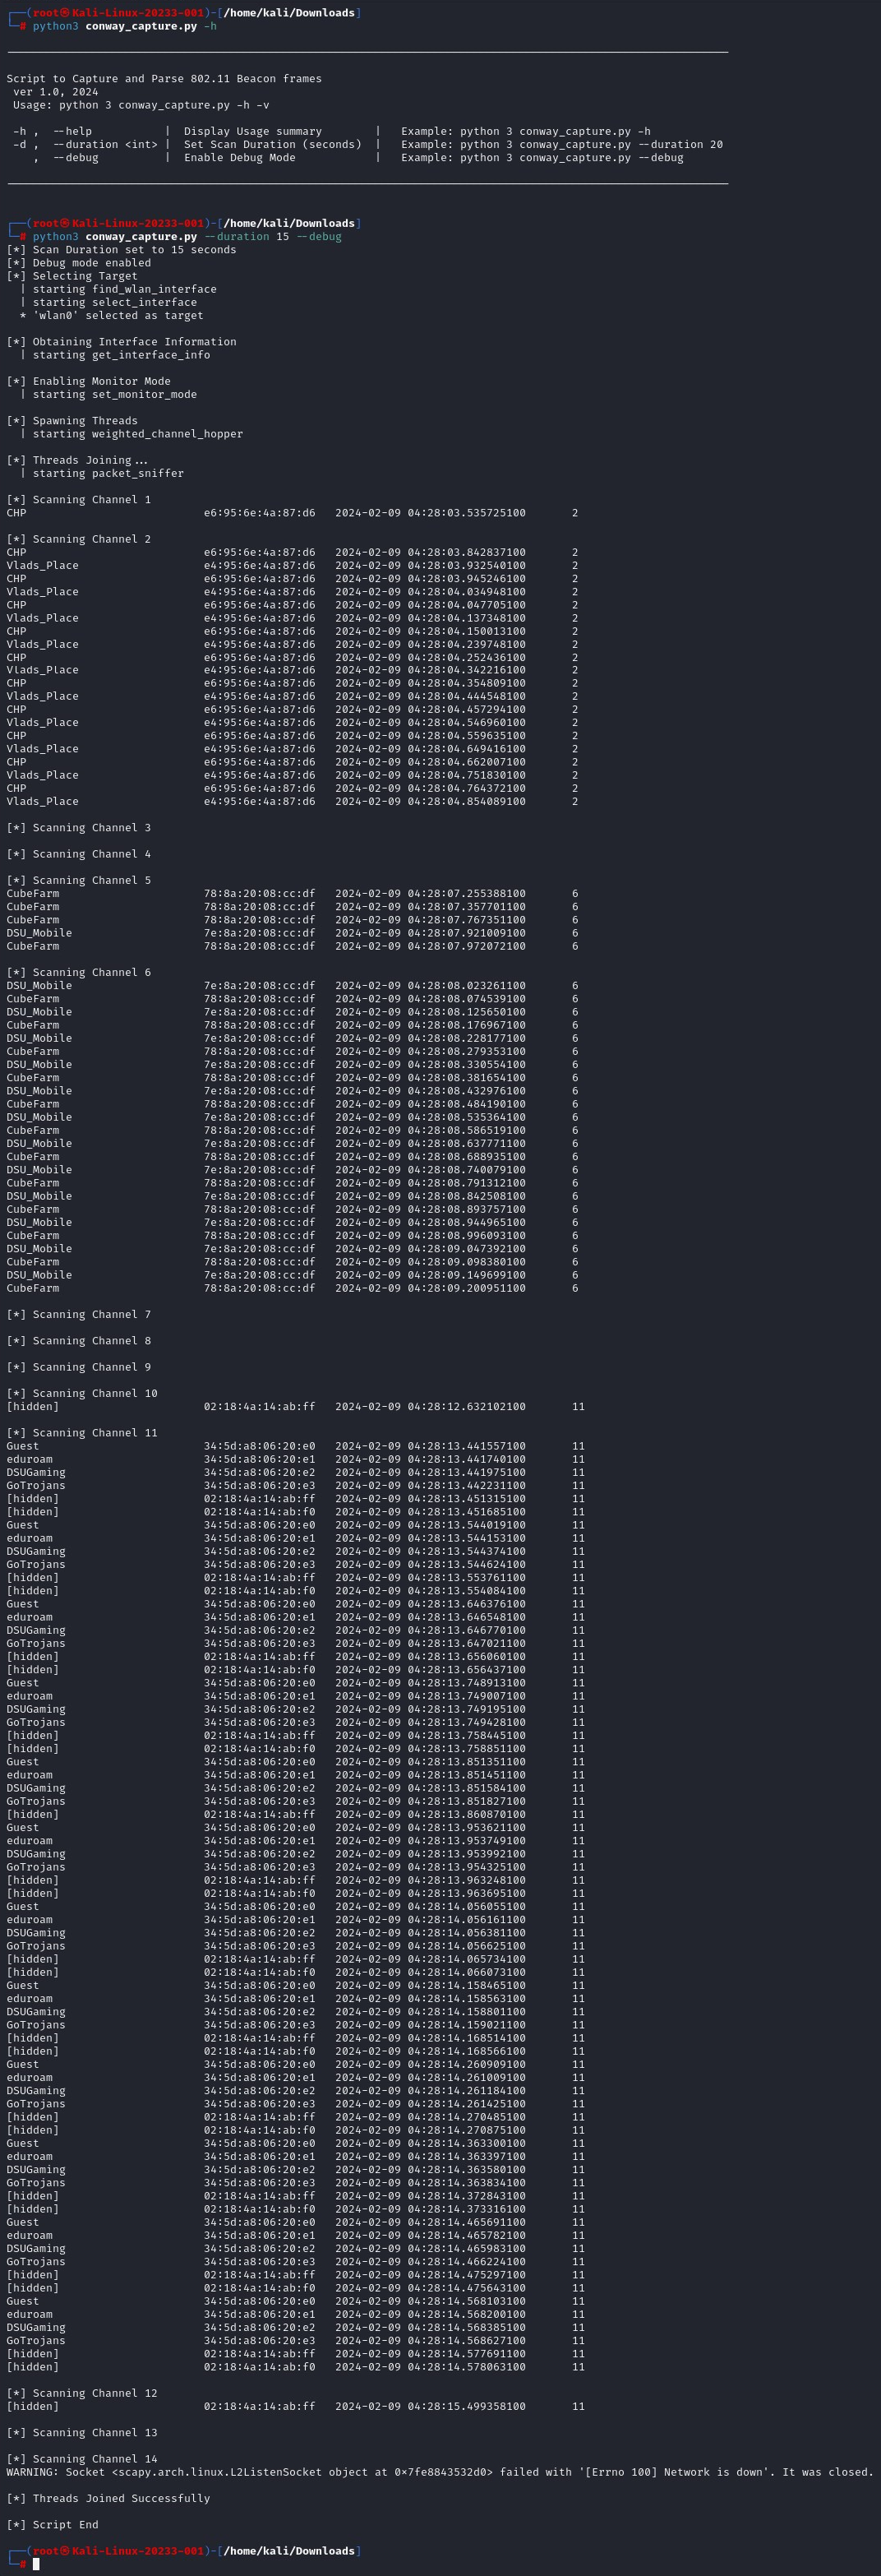 ┌──(root㉿Kali-Linux-20233-001)-[/home/kali/Downloads]
└─# python3 conway_capture.py -h
Script to Capture and Parse 802.11 Beacon frames
ver 1.0, 2024
Usage: python 3 conway_capture.py -h -v
-h , --help | Display Usage summary | Example: python 3 conway_capture.py -h
-d , --duration <int> | Set Scan Duration (seconds) | Example: python 3 conway_capture.py --duration 20
, --debug | Enable Debug Mode | Example: python 3 conway_capture.py --debug
┌──(root㉿Kali-Linux-20233-001)-[/home/kali/Downloads]
└─# python3 conway_capture.py --duration 15 --debug
[*] Scan Duration set to 15 seconds
[*] Debug mode enabled
[*] Selecting Target
| starting find_wlan_interface
| starting select_interface
* 'wlan0' selected as target
[*] Obtaining Interface Information
| starting get_interface_info
[*] Enabling Monitor Mode
| starting set_monitor_mode
[*] Spawning Threads
| starting weighted_channel_hopper
[*] Threads Joining...
| starting packet_sniffer
[*] Scanning Channel 1
CHP e6:95:6e:4a:87:d6 2024-02-09 04:28:03.535725100 2
[*] Scanning Channel 2
CHP e6:95:6e:4a:87:d6 2024-02-09 04:28:03.842837100 2
Vlads_Place e4:95:6e:4a:87:d6 2024-02-09 04:28:03.932540100 2
CHP e6:95:6e:4a:87:d6 2024-02-09 04:28:03.945246100 2
Vlads_Place e4:95:6e:4a:87:d6 2024-02-09 04:28:04.034948100 2
CHP e6:95:6e:4a:87:d6 2024-02-09 04:28:04.047705100 2
Vlads_Place e4:95:6e:4a:87:d6 2024-02-09 04:28:04.137348100 2
CHP e6:95:6e:4a:87:d6 2024-02-09 04:28:04.150013100 2
Vlads_Place e4:95:6e:4a:87:d6 2024-02-09 04:28:04.239748100 2
CHP e6:95:6e:4a:87:d6 2024-02-09 04:28:04.252436100 2
Vlads_Place e4:95:6e:4a:87:d6 2024-02-09 04:28:04.342216100 2
CHP e6:95:6e:4a:87:d6 2024-02-09 04:28:04.354809100 2
Vlads_Place e4:95:6e:4a:87:d6 2024-02-09 04:28:04.444548100 2
CHP e6:95:6e:4a:87:d6 2024-02-09 04:28:04.457294100 2
Vlads_Place e4:95:6e:4a:87:d6 2024-02-09 04:28:04.546960100 2
CHP e6:95:6e:4a:87:d6 2024-02-09 04:28:04.559635100 2
Vlads_Place e4:95:6e:4a:87:d6 2024-02-09 04:28:04.649416100 2
CHP e6:95:6e:4a:87:d6 2024-02-09 04:28:04.662007100 2
Vlads_Place e4:95:6e:4a:87:d6 2024-02-09 04:28:04.751830100 2
CHP e6:95:6e:4a:87:d6 2024-02-09 04:28:04.764372100 2
Vlads_Place e4:95:6e:4a:87:d6 2024-02-09 04:28:04.854089100 2
[*] Scanning Channel 3
[*] Scanning Channel 4
[*] Scanning Channel 5
CubeFarm 78:8a:20:08:cc:df 2024-02-09 04:28:07.255388100 6
CubeFarm 78:8a:20:08:cc:df 2024-02-09 04:28:07.357701100 6
CubeFarm 78:8a:20:08:cc:df 2024-02-09 04:28:07.767351100 6
DSU_Mobile 7e:8a:20:08:cc:df 2024-02-09 04:28:07.921009100 6
CubeFarm 78:8a:20:08:cc:df 2024-02-09 04:28:07.972072100 6
[*] Scanning Channel 6
DSU_Mobile 7e:8a:20:08:cc:df 2024-02-09 04:28:08.023261100 6
CubeFarm 78:8a:20:08:cc:df 2024-02-09 04:28:08.074539100 6
DSU_Mobile 7e:8a:20:08:cc:df 2024-02-09 04:28:08.125650100 6
CubeFarm 78:8a:20:08:cc:df 2024-02-09 04:28:08.176967100 6
DSU_Mobile 7e:8a:20:08:cc:df 2024-02-09 04:28:08.228177100 6
CubeFarm 78:8a:20:08:cc:df 2024-02-09 04:28:08.279353100 6
DSU_Mobile 7e:8a:20:08:cc:df 2024-02-09 04:28:08.330554100 6
CubeFarm 78:8a:20:08:cc:df 2024-02-09 04:28:08.381654100 6
DSU_Mobile 7e:8a:20:08:cc:df 2024-02-09 04:28:08.432976100 6
CubeFarm 78:8a:20:08:cc:df 2024-02-09 04:28:08.484190100 6
DSU_Mobile 7e:8a:20:08:cc:df 2024-02-09 04:28:08.535364100 6
CubeFarm 78:8a:20:08:cc:df 2024-02-09 04:28:08.586519100 6
DSU_Mobile 7e:8a:20:08:cc:df 2024-02-09 04:28:08.637771100 6
CubeFarm 78:8a:20:08:cc:df 2024-02-09 04:28:08.688935100 6
DSU_Mobile 7e:8a:20:08:cc:df 2024-02-09 04:28:08.740079100 6
CubeFarm 78:8a:20:08:cc:df 2024-02-09 04:28:08.791312100 6
DSU_Mobile 7e:8a:20:08:cc:df 2024-02-09 04:28:08.842508100 6
CubeFarm 78:8a:20:08:cc:df 2024-02-09 04:28:08.893757100 6
DSU_Mobile 7e:8a:20:08:cc:df 2024-02-09 04:28:08.944965100 6
CubeFarm 78:8a:20:08:cc:df 2024-02-09 04:28:08.996093100 6
DSU_Mobile 7e:8a:20:08:cc:df 2024-02-09 04:28:09.047392100 6
CubeFarm 78:8a:20:08:cc:df 2024-02-09 04:28:09.098380100 6
DSU_Mobile 7e:8a:20:08:cc:df 2024-02-09 04:28:09.149699100 6
CubeFarm 78:8a:20:08:cc:df 2024-02-09 04:28:09.200951100 6
[*] Scanning Channel 7
[*] Scanning Channel 8
[*] Scanning Channel 9
[*] Scanning Channel 10
[hidden] 02:18:4a:14:ab:ff 2024-02-09 04:28:12.632102100 11
[*] Scanning Channel 11
Guest 34:5d:a8:06:20:e0 2024-02-09 04:28:13.441557100 11
eduroam 34:5d:a8:06:20:e1 2024-02-09 04:28:13.441740100 11
DSUGaming 34:5d:a8:06:20:e2 2024-02-09 04:28:13.441975100 11
GoTrojans 34:5d:a8:06:20:e3 2024-02-09 04:28:13.442231100 11
[hidden] 02:18:4a:14:ab:ff 2024-02-09 04:28:13.451315100 11
[hidden] 02:18:4a:14:ab:f0 2024-02-09 04:28:13.451685100 11
Guest 34:5d:a8:06:20:e0 2024-02-09 04:28:13.544019100 11
eduroam 34:5d:a8:06:20:e1 2024-02-09 04:28:13.544153100 11
DSUGaming 34:5d:a8:06:20:e2 2024-02-09 04:28:13.544374100 11
GoTrojans 34:5d:a8:06:20:e3 2024-02-09 04:28:13.544624100 11
[hidden] 02:18:4a:14:ab:ff 2024-02-09 04:28:13.553761100 11
[hidden] 02:18:4a:14:ab:f0 2024-02-09 04:28:13.554084100 11
Guest 34:5d:a8:06:20:e0 2024-02-09 04:28:13.646376100 11
eduroam 34:5d:a8:06:20:e1 2024-02-09 04:28:13.646548100 11
DSUGaming 34:5d:a8:06:20:e2 2024-02-09 04:28:13.646770100 11
GoTrojans 34:5d:a8:06:20:e3 2024-02-09 04:28:13.647021100 11
[hidden] 02:18:4a:14:ab:ff 2024-02-09 04:28:13.656060100 11
[hidden] 02:18:4a:14:ab:f0 2024-02-09 04:28:13.656437100 11
Guest 34:5d:a8:06:20:e0 2024-02-09 04:28:13.748913100 11
eduroam 34:5d:a8:06:20:e1 2024-02-09 04:28:13.749007100 11
DSUGaming 34:5d:a8:06:20:e2 2024-02-09 04:28:13.749195100 11
GoTrojans 34:5d:a8:06:20:e3 2024-02-09 04:28:13.749428100 11
[hidden] 02:18:4a:14:ab:ff 2024-02-09 04:28:13.758445100 11
[hidden] 02:18:4a:14:ab:f0 2024-02-09 04:28:13.758851100 11
Guest 34:5d:a8:06:20:e0 2024-02-09 04:28:13.851351100 11
eduroam 34:5d:a8:06:20:e1 2024-02-09 04:28:13.851451100 11
DSUGaming 34:5d:a8:06:20:e2 2024-02-09 04:28:13.851584100 11
GoTrojans 34:5d:a8:06:20:e3 2024-02-09 04:28:13.851827100 11
[hidden] 02:18:4a:14:ab:ff 2024-02-09 04:28:13.860870100 11
Guest 34:5d:a8:06:20:e0 2024-02-09 04:28:13.953621100 11
eduroam 34:5d:a8:06:20:e1 2024-02-09 04:28:13.953749100 11
DSUGaming 34:5d:a8:06:20:e2 2024-02-09 04:28:13.953992100 11
GoTrojans 34:5d:a8:06:20:e3 2024-02-09 04:28:13.954325100 11
[hidden] 02:18:4a:14:ab:ff 2024-02-09 04:28:13.963248100 11
[hidden] 02:18:4a:14:ab:f0 2024-02-09 04:28:13.963695100 11
Guest 34:5d:a8:06:20:e0 2024-02-09 04:28:14.056055100 11
eduroam 34:5d:a8:06:20:e1 2024-02-09 04:28:14.056161100 11
DSUGaming 34:5d:a8:06:20:e2 2024-02-09 04:28:14.056381100 11
GoTrojans 34:5d:a8:06:20:e3 2024-02-09 04:28:14.056625100 11
[hidden] 02:18:4a:14:ab:ff 2024-02-09 04:28:14.065734100 11
[hidden] 02:18:4a:14:ab:f0 2024-02-09 04:28:14.066073100 11
Guest 34:5d:a8:06:20:e0 2024-02-09 04:28:14.158465100 11
eduroam 34:5d:a8:06:20:e1 2024-02-09 04:28:14.158563100 11
DSUGaming 34:5d:a8:06:20:e2 2024-02-09 04:28:14.158801100 11
GoTrojans 34:5d:a8:06:20:e3 2024-02-09 04:28:14.159021100 11
[hidden] 02:18:4a:14:ab:ff 2024-02-09 04:28:14.168514100 11
[hidden] 02:18:4a:14:ab:f0 2024-02-09 04:28:14.168566100 11
Guest 34:5d:a8:06:20:e0 2024-02-09 04:28:14.260909100 11
eduroam 34:5d:a8:06:20:e1 2024-02-09 04:28:14.261009100 11
DSUGaming 34:5d:a8:06:20:e2 2024-02-09 04:28:14.261184100 11
GoTrojans 34:5d:a8:06:20:e3 2024-02-09 04:28:14.261425100 11
[hidden] 02:18:4a:14:ab:ff 2024-02-09 04:28:14.270485100 11
[hidden] 02:18:4a:14:ab:f0 2024-02-09 04:28:14.270875100 11
Guest 34:5d:a8:06:20:e0 2024-02-09 04:28:14.363300100 11
eduroam 34:5d:a8:06:20:e1 2024-02-09 04:28:14.363397100 11
DSUGaming 34:5d:a8:06:20:e2 2024-02-09 04:28:14.363580100 11
GoTrojans 34:5d:a8:06:20:e3 2024-02-09 04:28:14.363834100 11
[hidden] 02:18:4a:14:ab:ff 2024-02-09 04:28:14.372843100 11
[hidden] 02:18:4a:14:ab:f0 2024-02-09 04:28:14.373316100 11
Guest 34:5d:a8:06:20:e0 2024-02-09 04:28:14.465691100 11
eduroam 34:5d:a8:06:20:e1 2024-02-09 04:28:14.465782100 11
DSUGaming 34:5d:a8:06:20:e2 2024-02-09 04:28:14.465983100 11
GoTrojans 34:5d:a8:06:20:e3 2024-02-09 04:28:14.466224100 11
[hidden] 02:18:4a:14:ab:ff 2024-02-09 04:28:14.475297100 11
[hidden] 02:18:4a:14:ab:f0 2024-02-09 04:28:14.475643100 11
Guest 34:5d:a8:06:20:e0 2024-02-09 04:28:14.568103100 11
eduroam 34:5d:a8:06:20:e1 2024-02-09 04:28:14.568200100 11
DSUGaming 34:5d:a8:06:20:e2 2024-02-09 04:28:14.568385100 11
GoTrojans 34:5d:a8:06:20:e3 2024-02-09 04:28:14.568627100 11
[hidden] 02:18:4a:14:ab:ff 2024-02-09 04:28:14.577691100 11
[hidden] 02:18:4a:14:ab:f0 2024-02-09 04:28:14.578063100 11
[*] Scanning Channel 12
[hidden] 02:18:4a:14:ab:ff 2024-02-09 04:28:15.499358100 11
[*] Scanning Channel 13
[*] Scanning Channel 14
WARNING: Socket <scapy.arch.linux.L2ListenSocket object at 0×7fe8843532d0> failed with '[Errno 100] Network is down'. It was closed.
[*] Threads Joined Successfully
[*] Script End
┌──(root㉿Kali-Linux-20233-001)-[/home/kali/Downloads]
└─#